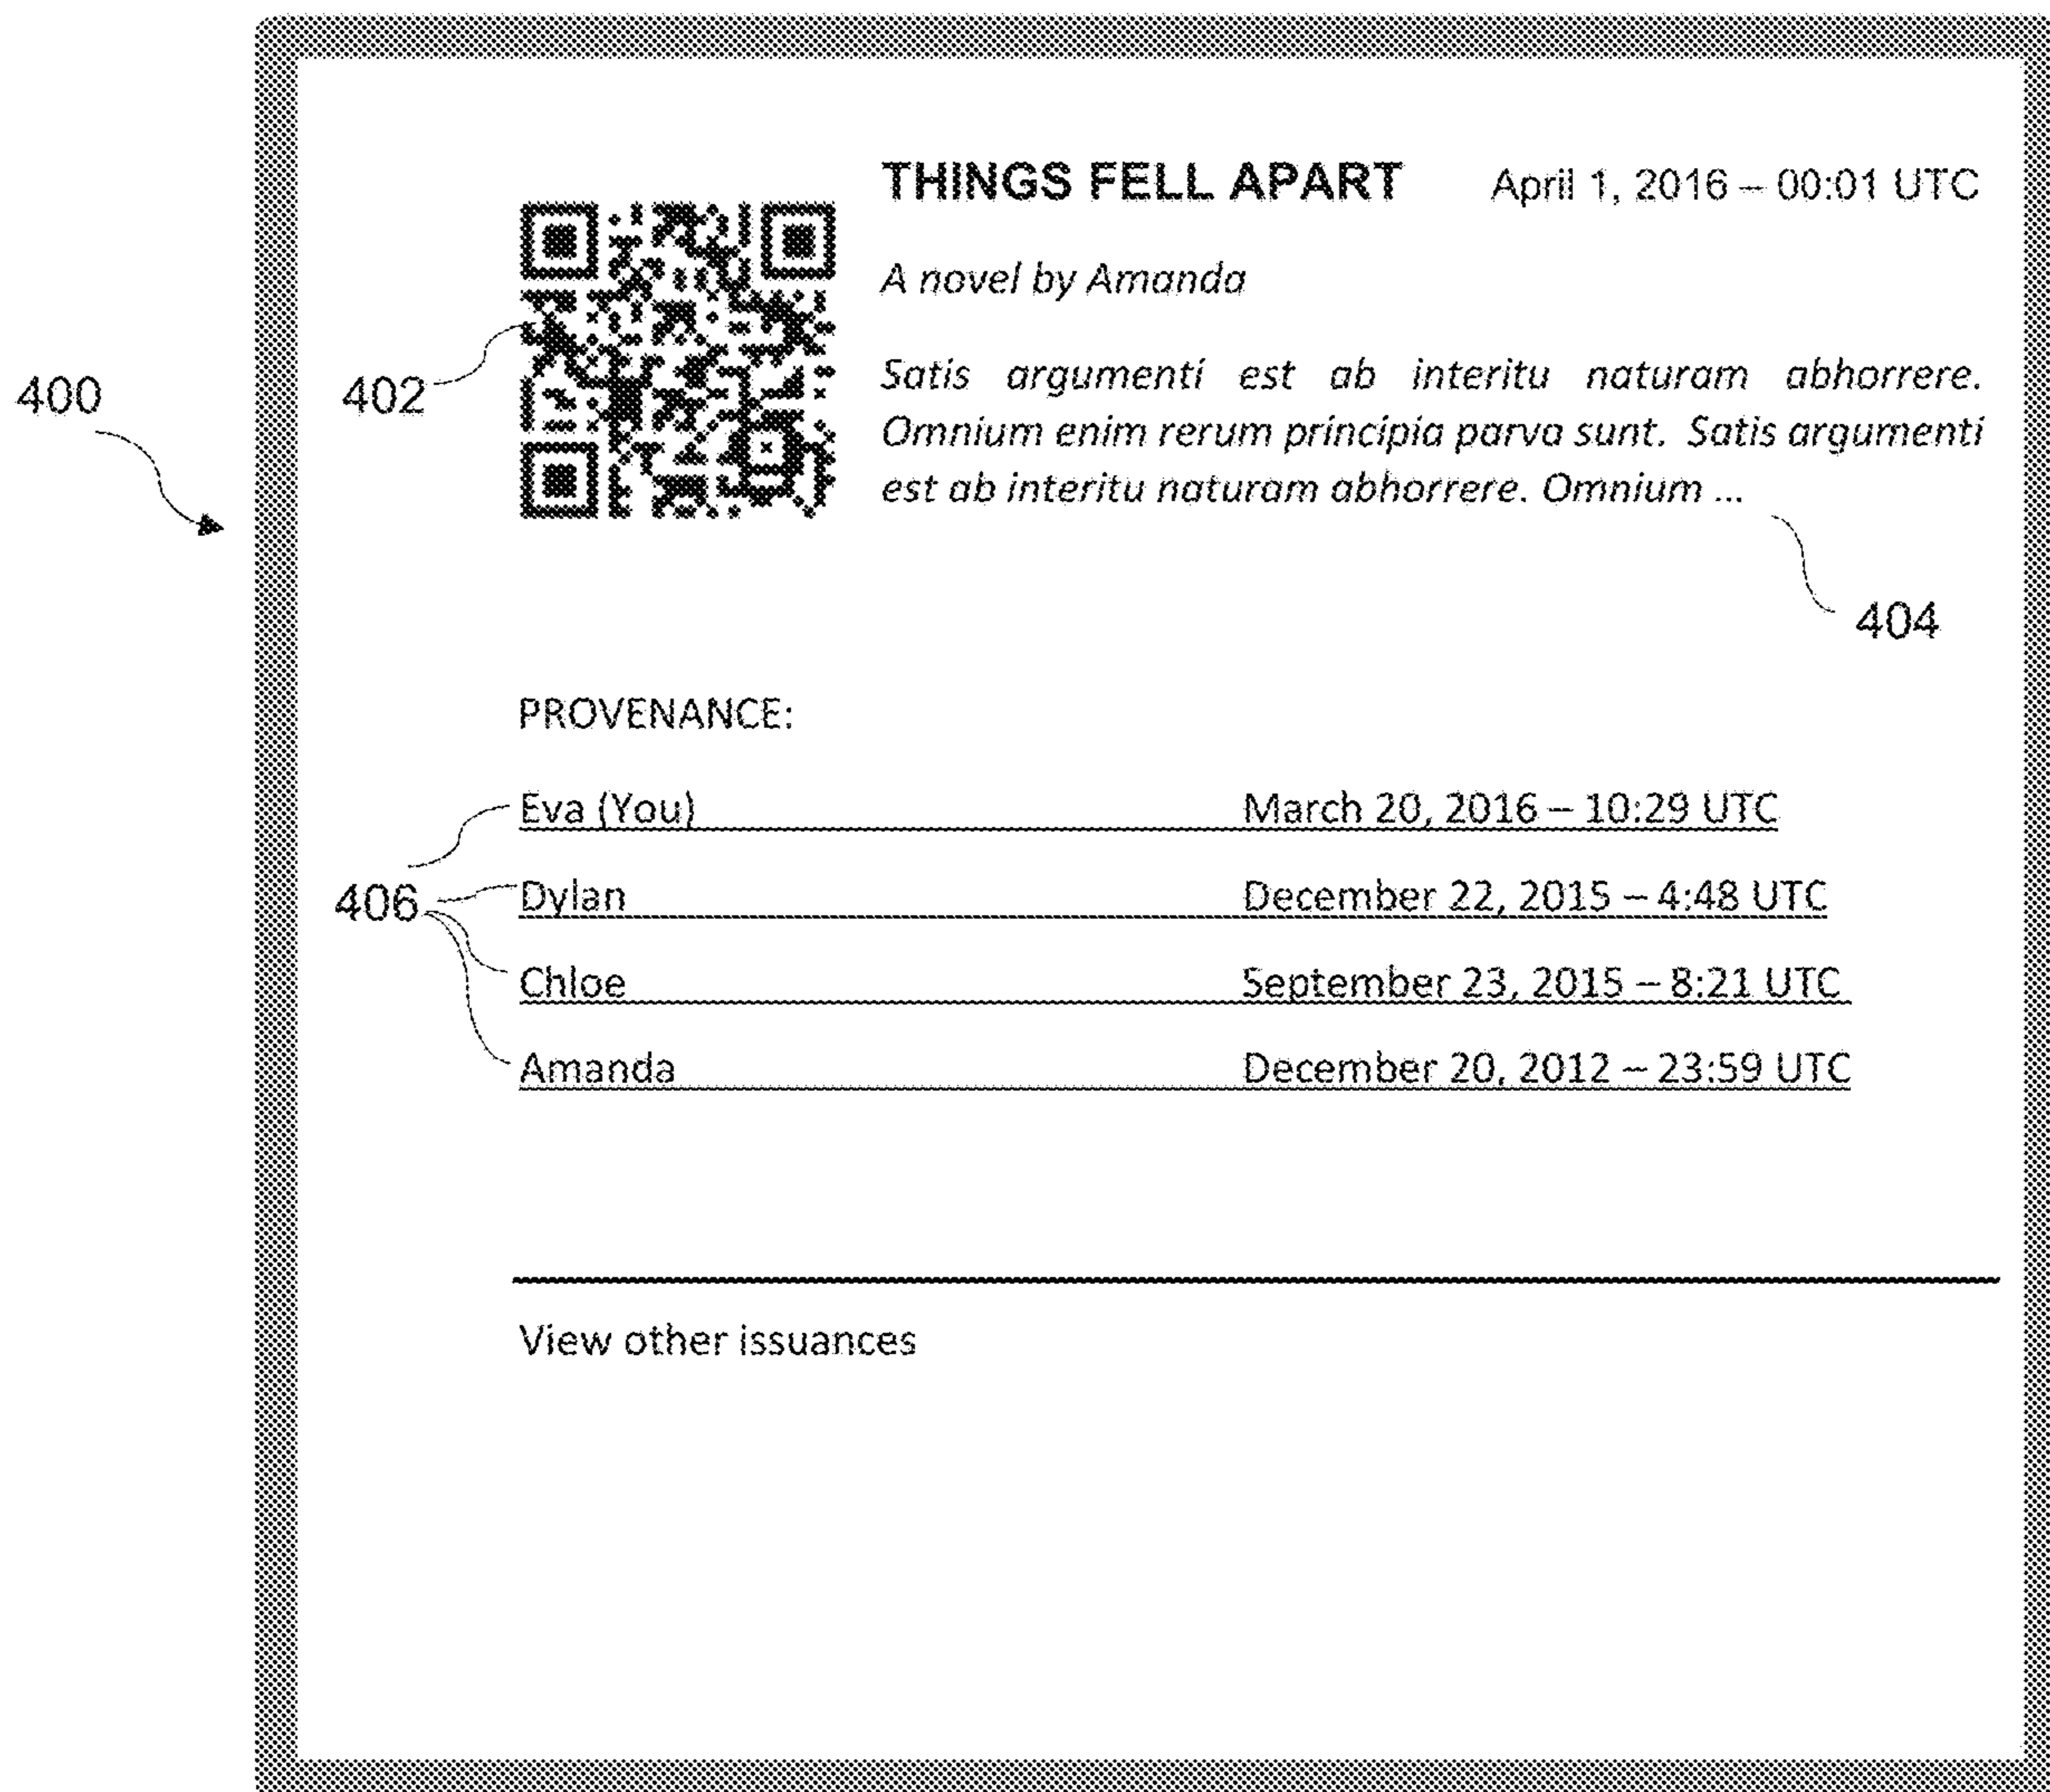 THINGS FELL APART April 1, 2016 – 00:01 UTC
A novel by Amanda
400
402
Satis argumenti est ab interitu naturam abhorrere.
Omnium enim rerum principia parva sunt. Satis argumenti
est ab interitu naturam abhorrere. Omnium ...
404
PROVENANCE:
Eva (You) March 20, 2016 – 10:29 UTC
406
Dylan December 22, 2015 – 4:48 UTC
Chloe September 23, 2015 – 8:21 UTC
Amanda December 20, 2012 – 23:59 UTC
View other issuances